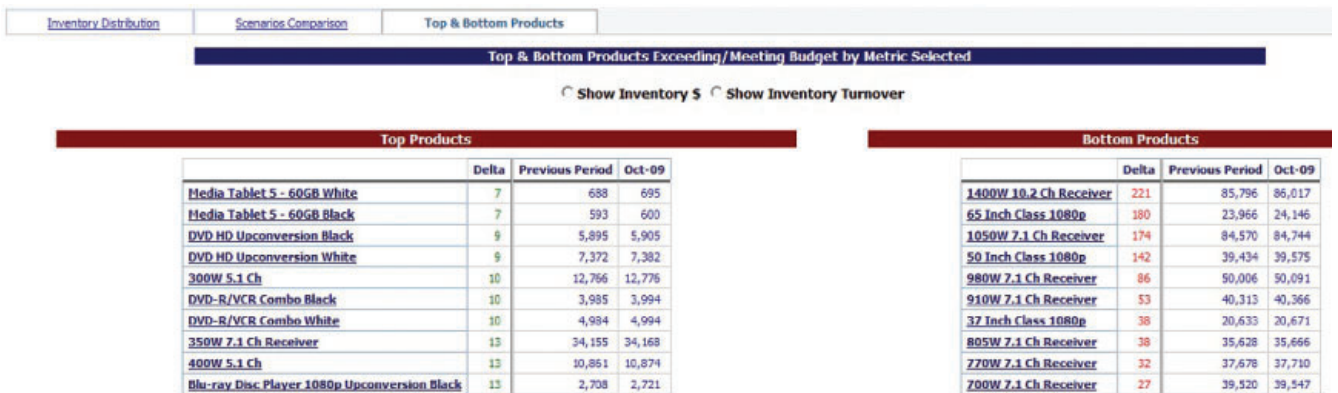 Inventory Distribution Scenarios Comparison Top & Bottom Products
Top & Bottom Products Exceeding/Meeting Budget by Metric Selected
Show Inventory $ Show Inventory Turnover
Top Products
Delta Previous Period Oct-09
Media Tablet 5 - 60GB White 7 688 695
Media Tablet 5 - 60GB Black 7 593 600
DVD HD Upconversion Black 9 5,895 5,905
DVD HD Upconversion White 9 7,372 7,382
300W 5.1 Ch 10 12,766 12,776
DVD-R/VCR Combo Black 10 3,985 3,994
DVD-R/VCR Combo White 10 4,984 4,994
350W 7.1 Ch Receiver 13 34,155 34,168
400W 5.1 Ch 13 10,861 10,874
Blu-ray Disc Player 1080p Upconversion Black 13 2,708 2,721
Bottom Products
Delta Previous Period Oct-09
1400W 10.2 Ch Receiver 221 85,796 86,017
65 Inch Class 1080p 180 23,966 24,146
1050W 7.1 Ch Receiver 174 84,570 84,744
50 Inch Class 1080p 142 39,434 39,575
980W 7.1 Ch Receiver 86 50,006 50,091
910W 7.1 Ch Receiver 53 40,313 40,366
37 Inch Class 1080p 38 20,633 20,671
805W 7.1 Ch Receiver 38 35,628 35,666
770W 7.1 Ch Receiver 32 37,678 37,710
700W 7.1 Ch Receiver 27 39,520 39,547